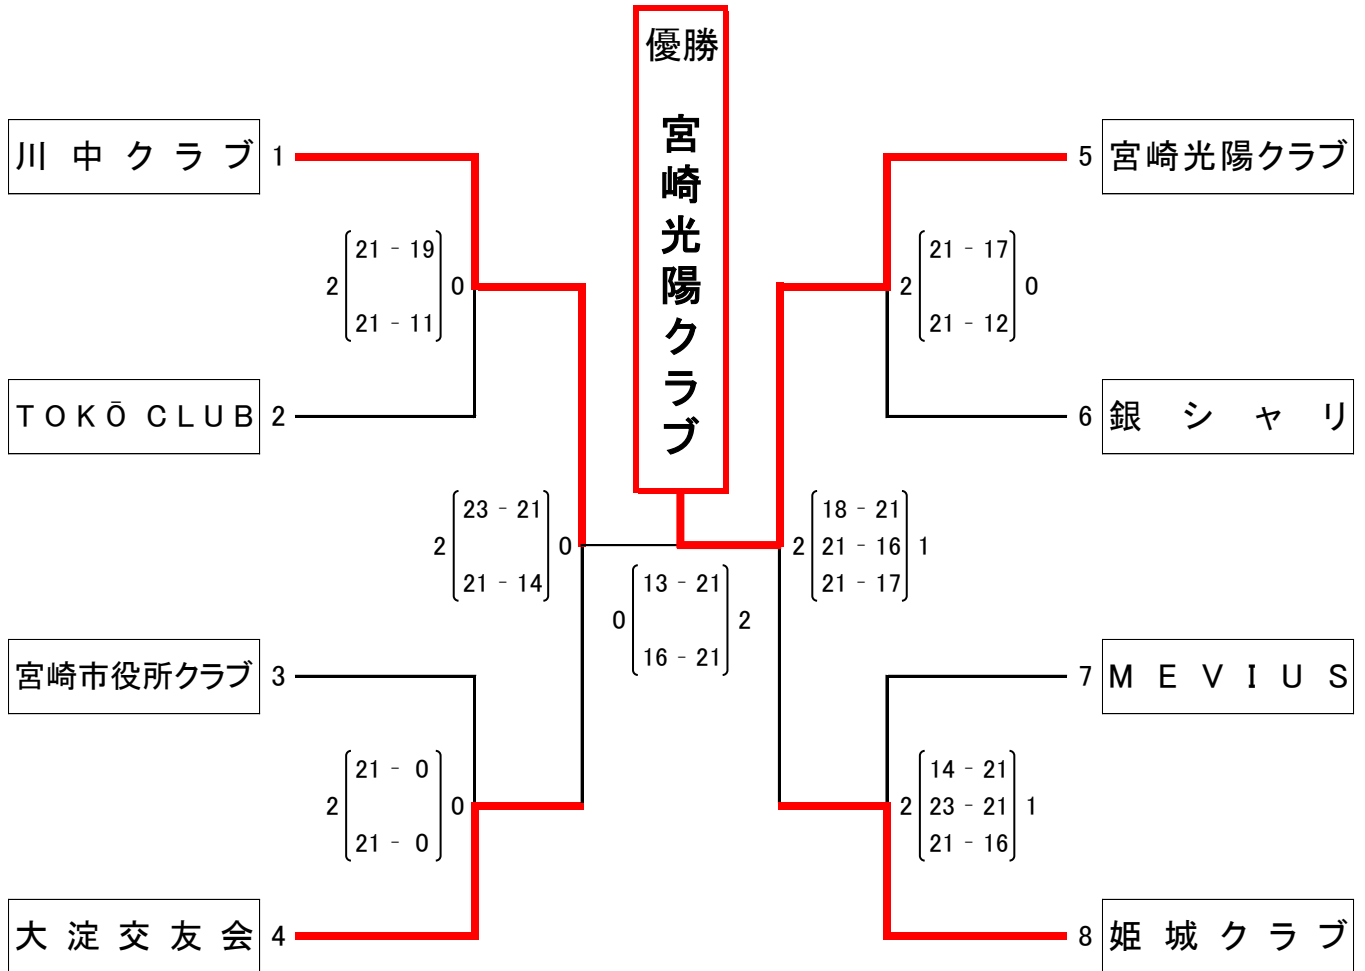 優勝
宮崎光陽クラブ
川中クラブ 1
21 - 19
2 0
21 - 11
TOKŌ CLUB 2
23 - 21
2 0
21 - 14
宮崎市役所クラブ 3
21 - 0
2 0
21 - 0
大淀交友会 4
13 - 21
0 2
16 - 21
5 宮崎光陽クラブ
21 - 17
2 0
21 - 12
6 銀シャリ
18 - 21
2 21 - 16 1
21 - 17
7 MEVIUS
14 - 21
2 23 - 21 1
21 - 16
8 姫城クラブ